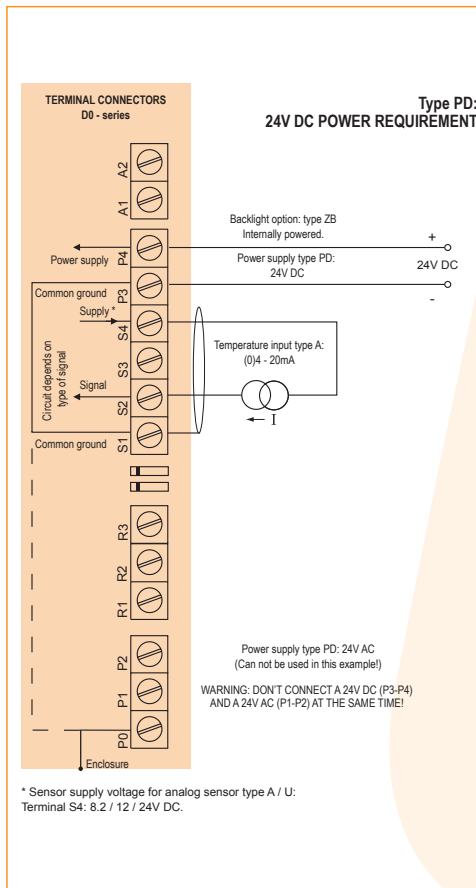 TERMINAL CONNECTORS
D0 - series
Type PD:
24V DC POWER REQUIREMENT
A2
A1
Backlight option: type ZB
Internally powered.
+
P4
Power supply
Power supply type PD:
24V DC
24V DC
P3
Common ground
-
Supply *
S4
Temperature input type A:
(0)4 - 20mA
S3
Circuit depends on
type of signal
Signal
S2
I
S1
Common ground
R3
R2
R1
P2
Power supply type PD: 24V AC
(Can not be used in this example!)
P1
WARNING: DON'T CONNECT A 24V DC (P3-P4)
AND A 24V AC (P1-P2) AT THE SAME TIME!
P0
Enclosure
* Sensor supply voltage for analog sensor type A / U:
Terminal S4: 8.2 / 12 / 24V DC.